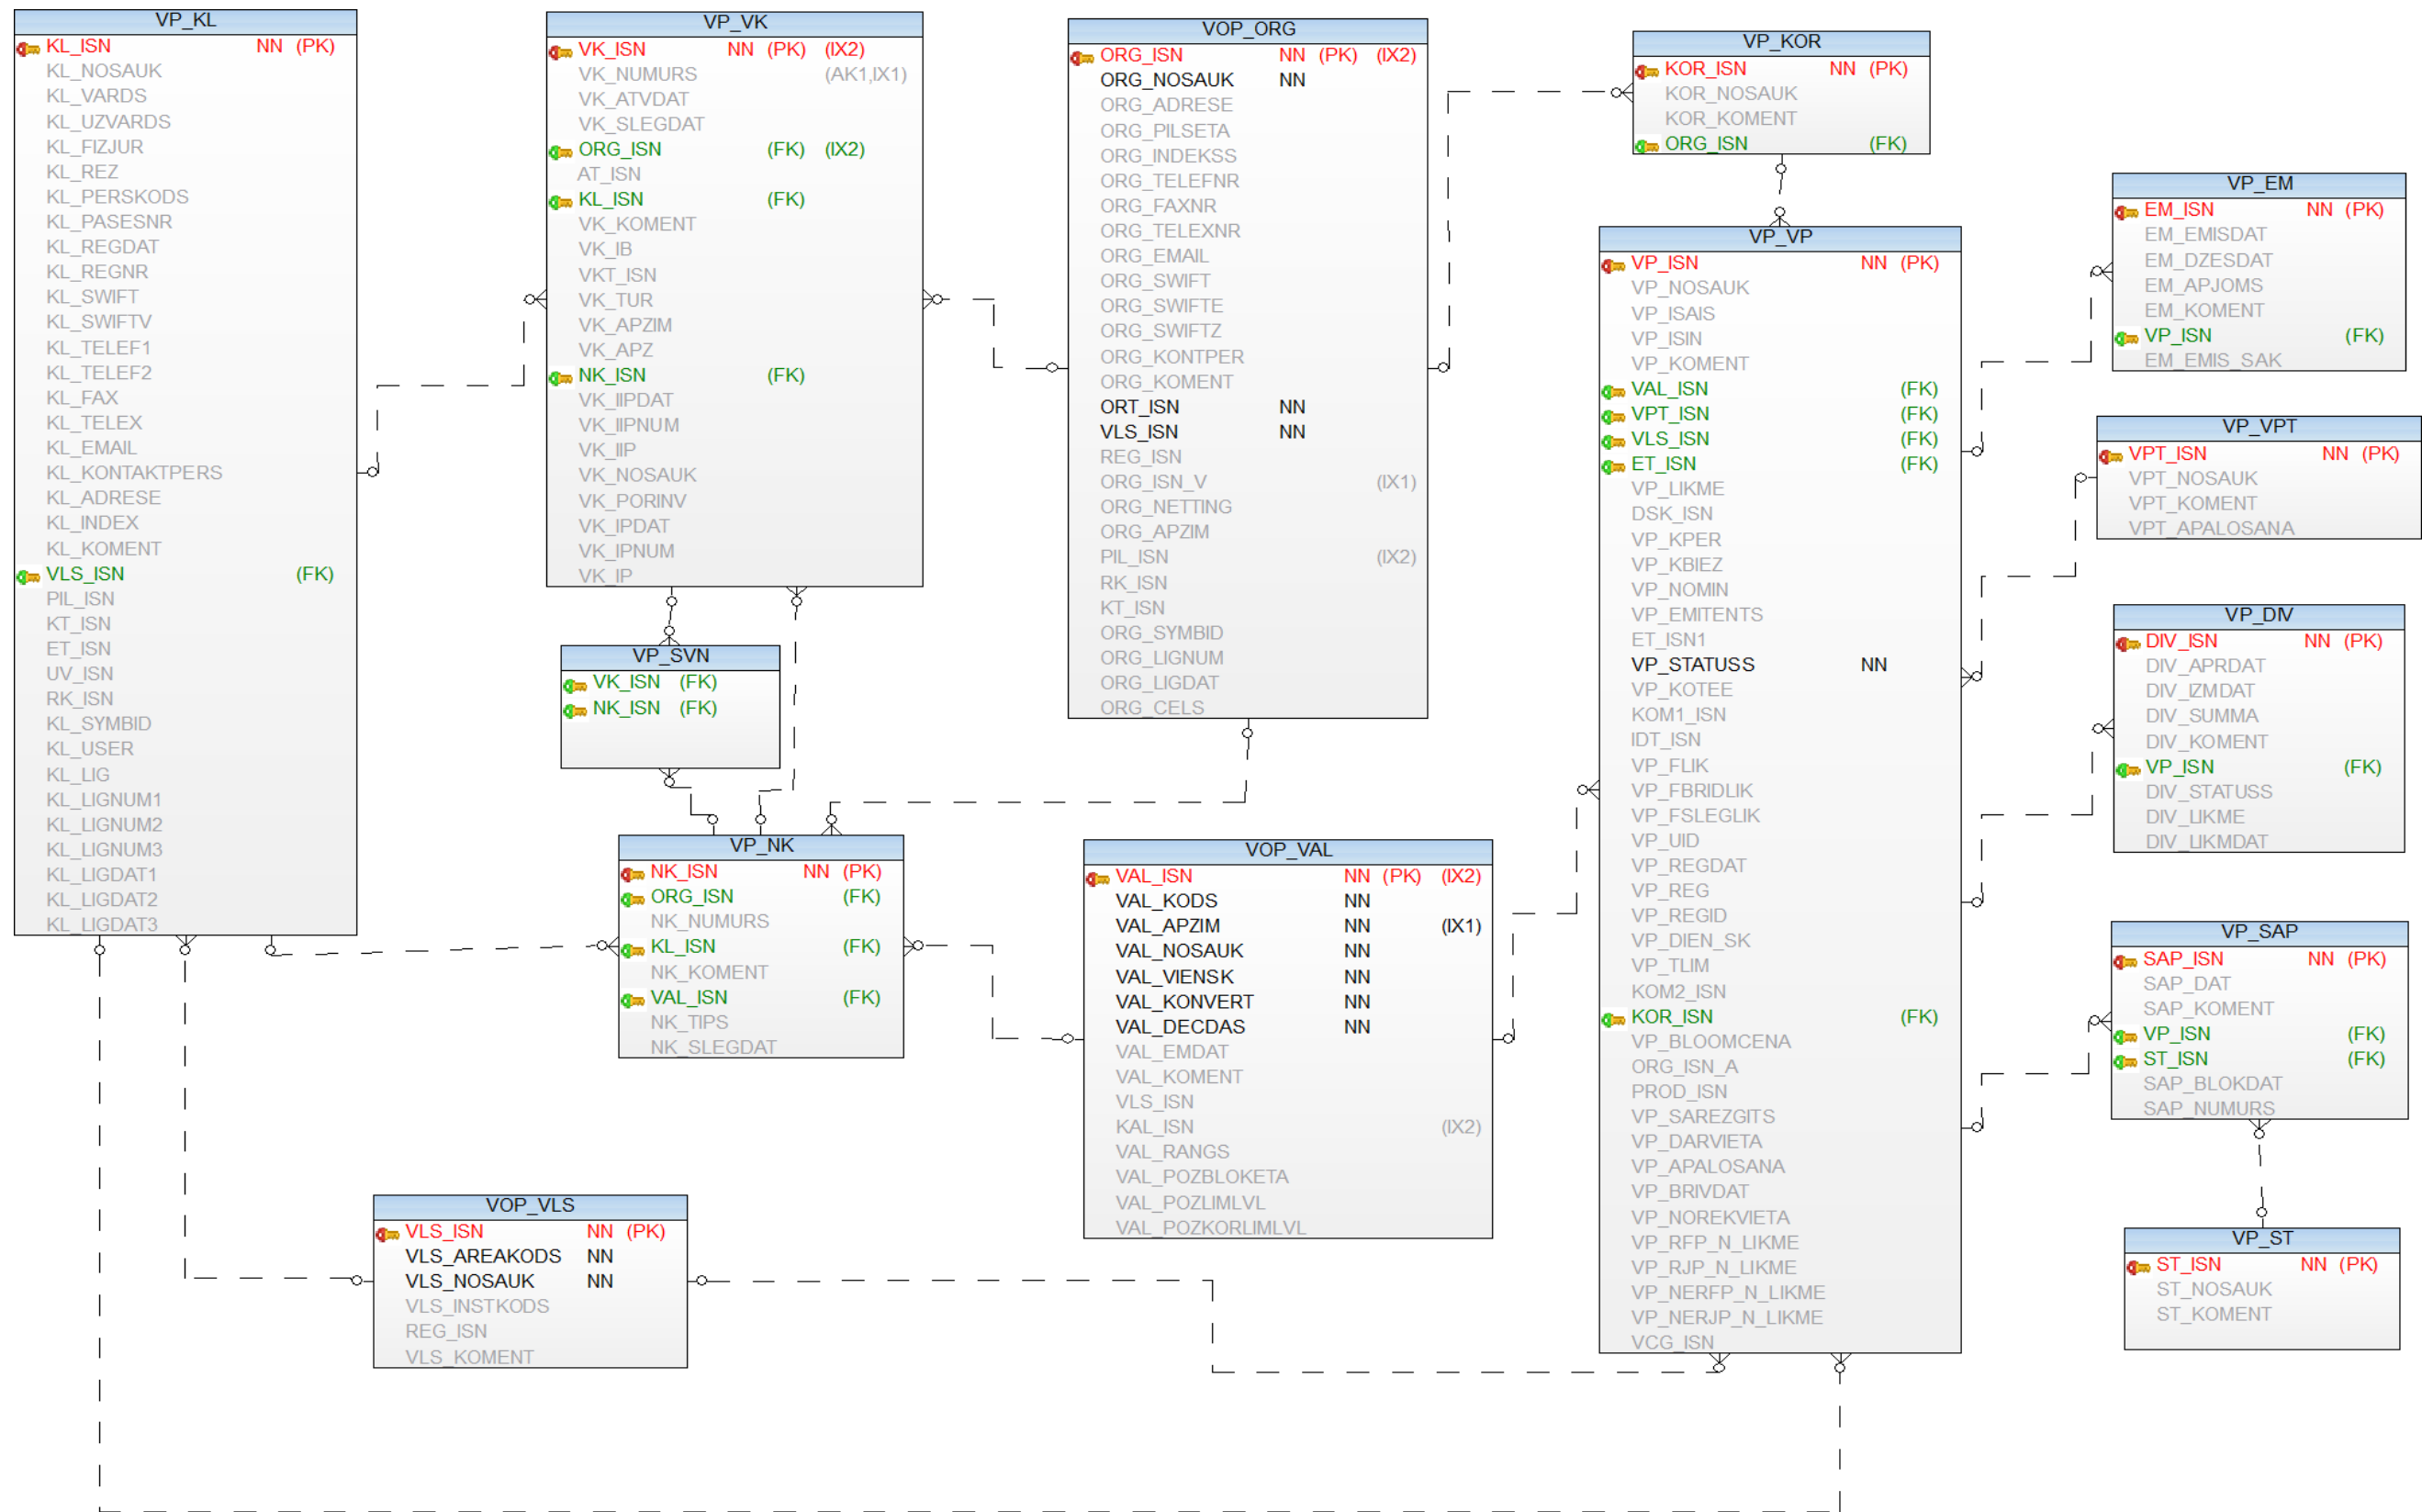 VP_KL
KL_ISN NN (PK)
KL_NOSAUK
KL_VARDS
KL_UZVARDS
KL_FIZJUR
KL_REZ
KL_PERSKODS
KL_PASESNR
KL_REGDAT
KL_REGNR
KL_SWIFT
KL_SWIFTV
KL_TELEF1
KL_TELEF2
KL_FAX
KL_TELEX
KL_EMAIL
KL_KONTAKTPERS
KL_ADRESE
KL_INDEX
KL_KOMENT
VLS_ISN (FK)
PIL_ISN
KT_ISN
ET_ISN
UV_ISN
RK_ISN
KL_SYMBID
KL_USER
KL_LIG
KL_LIGNUM1
KL_LIGNUM2
KL_LIGNUM3
KL_LIGDAT1
KL_LIGDAT2
KL_LIGDAT3
VP_VK
VK_ISN NN (PK) (IX2)
VK_NUMURS (AK1,IX1)
VK_ATVDAT
VK_SLEGDAT
ORG_ISN (FK) (IX2)
AT_ISN
KL_ISN (FK)
VK_KOMENT
VK_IB
VKT_ISN
VK_TUR
VK_APZIM
VK_APZ
NK_ISN (FK)
VK_IIPDAT
VK_IIPNUM
VK_IIP
VK_NOSAUK
VK_PORINV
VK_IPDAT
VK_IPNUM
VK_IP
VP_SVN
VK_ISN (FK)
NK_ISN (FK)
VP_NK
NK_ISN NN (PK)
ORG_ISN (FK)
NK_NUMURS
KL_ISN (FK)
NK_KOMENT
VAL_ISN (FK)
NK_TIPS
NK_SLEGDAT
VOP_VLS
VLS_ISN NN (PK)
VLS_AREAKODS NN
VLS_NOSAUK NN
VLS_INSTKODS
REG_ISN
VLS_KOMENT
VOP_ORG
ORG_ISN NN (PK) (IX2)
ORG_NOSAUK NN
ORG_ADRESE
ORG_PILSETA
ORG_INDEKSS
ORG_TELEFNR
ORG_FAXNR
ORG_TELEXNR
ORG_EMAIL
ORG_SWIFT
ORG_SWIFTE
ORG_SWIFTZ
ORG_KONTPER
ORG_KOMENT
ORT_ISN NN
VLS_ISN NN
REG_ISN
ORG_ISN_V (IX1)
ORG_NETTING
ORG_APZIM
PIL_ISN (IX2)
RK_ISN
KT_ISN
ORG_SYMBID
ORG_LIGNUM
ORG_LIGDAT
ORG_CELS
VOP_VAL
VAL_ISN NN (PK) (IX2)
VAL_KODS NN
VAL_APZIM NN (IX1)
VAL_NOSAUK NN
VAL_VIENSK NN
VAL_KONVERT NN
VAL_DECDAS NN
VAL_EMDAT
VAL_KOMENT
VLS_ISN
KAL_ISN (IX2)
VAL_RANGS
VAL_POZBLOKETA
VAL_POZLIMLVL
VAL_POZKORLIMLVL
VP_KOR
KOR_ISN NN (PK)
KOR_NOSAUK
KOR_KOMENT
ORG_ISN (FK)
VP_VP
VP_ISN NN (PK)
VP_NOSAUK
VP_ISAIS
VP_ISIN
VP_KOMENT
VAL_ISN (FK)
VPT_ISN (FK)
VLS_ISN (FK)
ET_ISN (FK)
VP_LIKME
DSK_ISN
VP_KPER
VP_KBIEZ
VP_NOMIN
VP_EMITENTS
ET_ISN1
VP_STATUSS NN
VP_KOTEE
KOM1_ISN
IDT_ISN
VP_FLIK
VP_FBRIDLIK
VP_FSLEGLIK
VP_UID
VP_REGDAT
VP_REG
VP_REGID
VP_DIEN_SK
VP_TLIM
KOM2_ISN
KOR_ISN (FK)
VP_BLOOMCENA
ORG_ISN_A
PROD_ISN
VP_SAREZGITS
VP_DARVIETA
VP_APALOSANA
VP_BRIVDAT
VP_NOREKVIETA
VP_RFP_N_LIKME
VP_RJP_N_LIKME
VP_NERFP_N_LIKME
VP_NERJP_N_LIKME
VCG_ISN
VP_EM
EM_ISN NN (PK)
EM_EMISDAT
EM_DZESDAT
EM_APJOMS
EM_KOMENT
VP_ISN (FK)
EM_EMIS_SAK
VP_VPT
VPT_ISN NN (PK)
VPT_NOSAUK
VPT_KOMENT
VPT_APALOSANA
VP_DIV
DIV_ISN NN (PK)
DIV_APRDAT
DIV_IZMDAT
DIV_SUMMA
DIV_KOMENT
VP_ISN (FK)
DIV_STATUSS
DIV_LIKME
DIV_LIKMDAT
VP_SAP
SAP_ISN NN (PK)
SAP_DAT
SAP_KOMENT
VP_ISN (FK)
ST_ISN (FK)
SAP_BLOKDAT
SAP_NUMURS
VP_ST
ST_ISN NN (PK)
ST_NOSAUK
ST_KOMENT